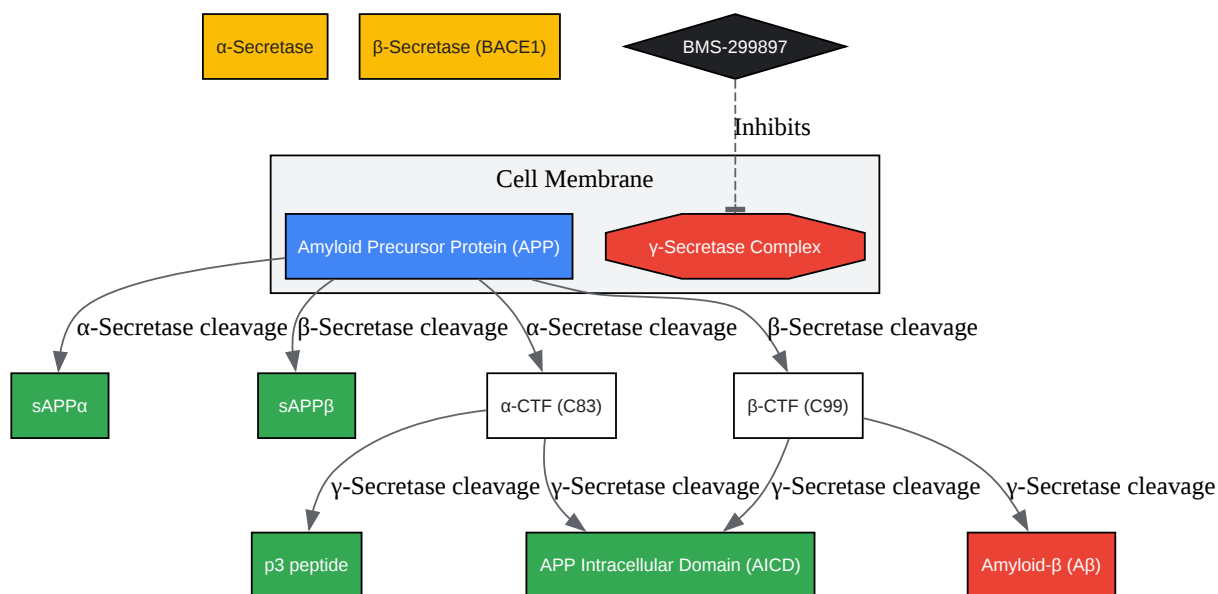 α-Secretase
β-Secretase (BACE1)
BMS-299897
Inhibits
Cell Membrane
Amyloid Precursor Protein (APP)
γ-Secretase Complex
α-Secretase cleavage
β-Secretase cleavage
α-Secretase cleavage
β-Secretase cleavage
sAPPα
sAPPβ
α-CTF (C83)
β-CTF (C99)
γ-Secretase cleavage
γ-Secretase cleavage
γ-Secretase cleavage
γ-Secretase cleavage
p3 peptide
APP Intracellular Domain (AICD)
Amyloid-β (Aβ)